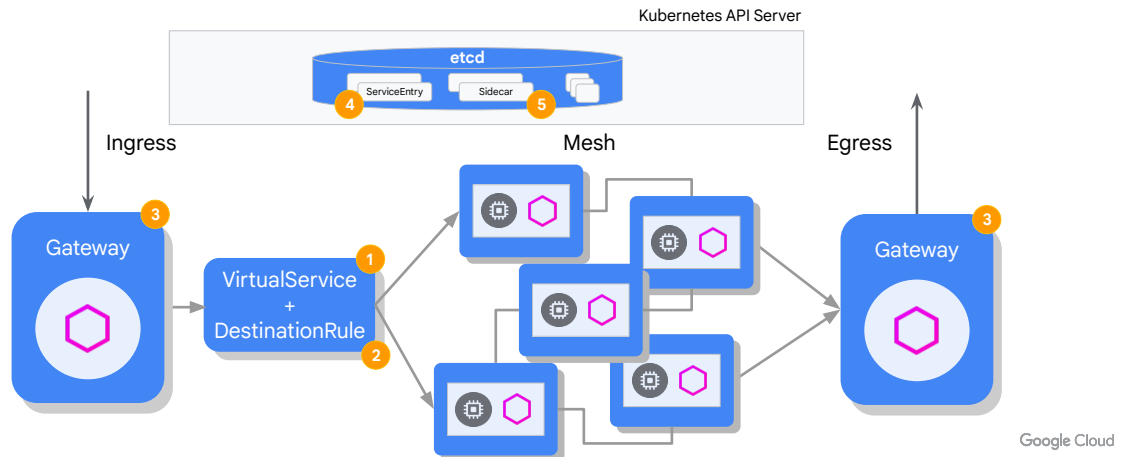 Kubernetes API Server
etcd
ServiceEntry
Sidecar
4
5
Ingress
Mesh
Egress
3
Gateway
1
VirtualService
+
DestinationRule
2
3
Gateway
Google Cloud